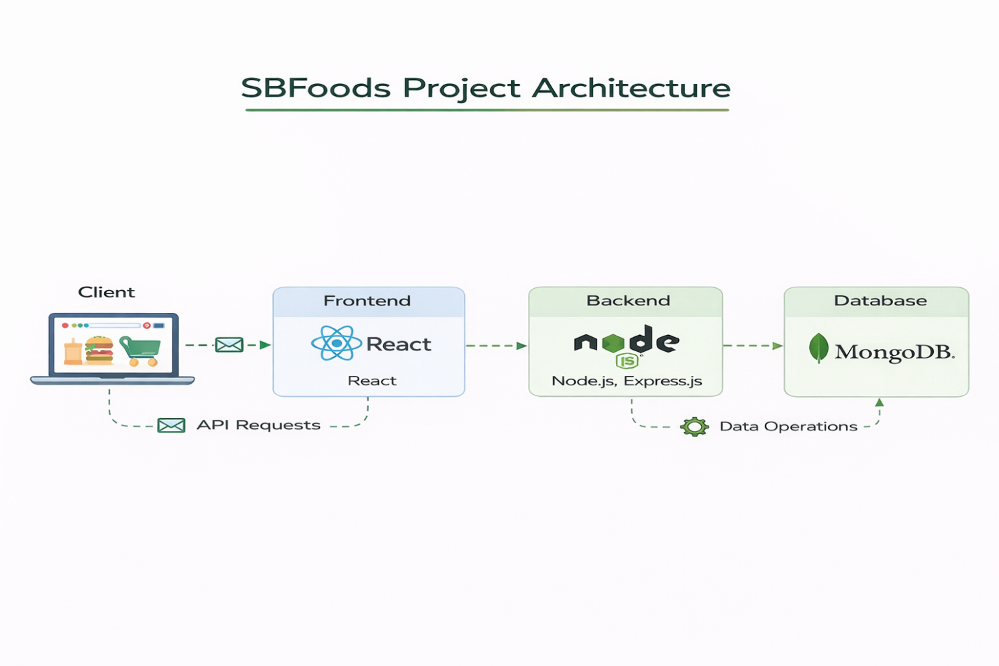 SBFoods Project Architecture
Client
Frontend
React
React
API Requests
Backend
node
JS
Node.js, Express.js
Data Operations
Database
MongoDB.